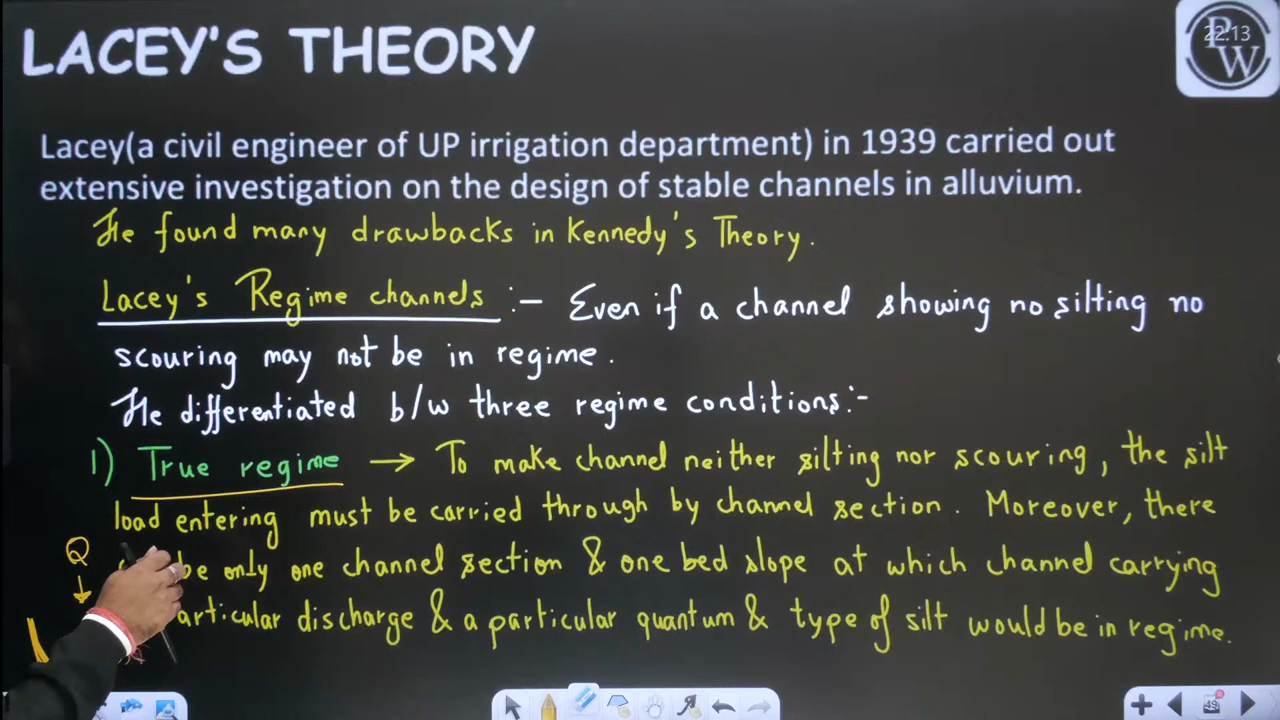 LACEY'S THEORY
PW
22:13
Lacey(a civil engineer of UP irrigation department) in 1939 carried out
extensive investigation on the design of stable channels in alluvium.
He found many drawbacks in Kennedy's Theory.
Lacey's Regime channels :- Even if a channel showing no silting no
scouring may not be in regime.
He differentiated b/w three regime conditions:-
1) True regime → To make channel neither silting nor scouring, the silt
load entering must be carried through by channel section. Moreover, there
Q
be only one channel section & one bed slope at which channel carrying
discharge & a particular quantum & type of silt would be in regime.
49